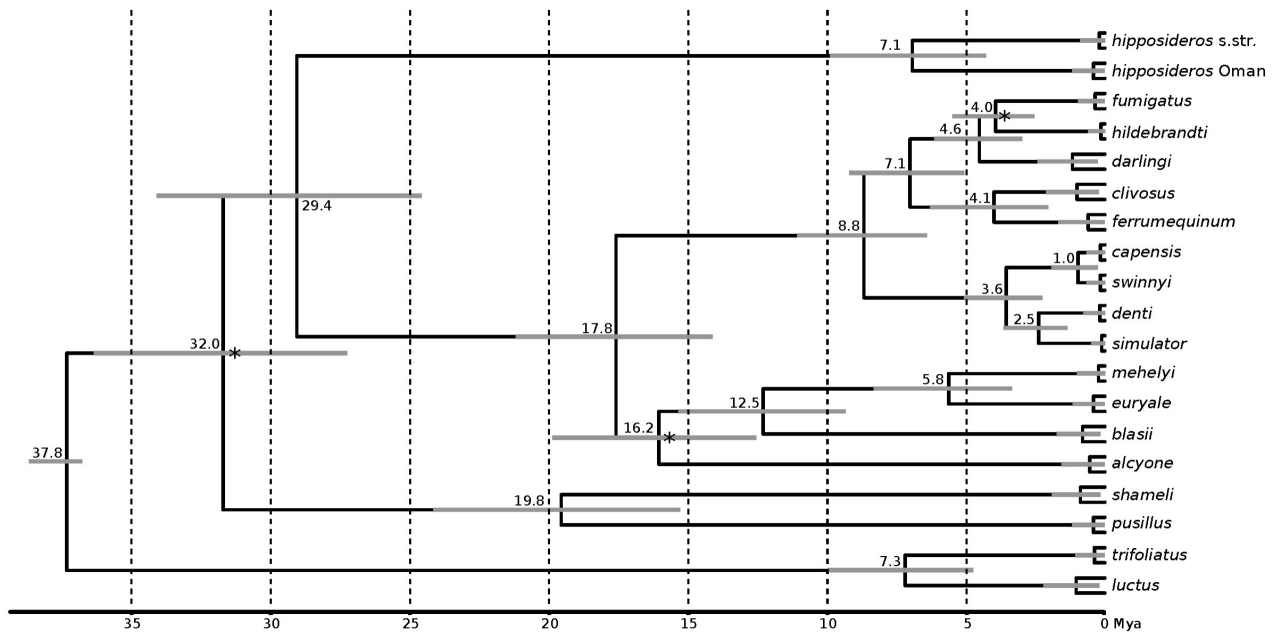 hipposideros s.str.
7.1
hipposideros Oman
fumigatus
4.0 *
4.6
hildebrandti
darlingi
7.1
clivosus
4.1
29.4
ferrumequinum
8.8
capensis
1.0
swinnyi
3.6
denti
2.5
17.8
simulator
32.0 *
mehelyi
5.8
euryale
12.5
16.2 *
blasii
37.8
alcyone
shameli
19.8
pusillus
trifoliatus
7.3
luctus
35 30 25 20 15 10 5 0 Mya